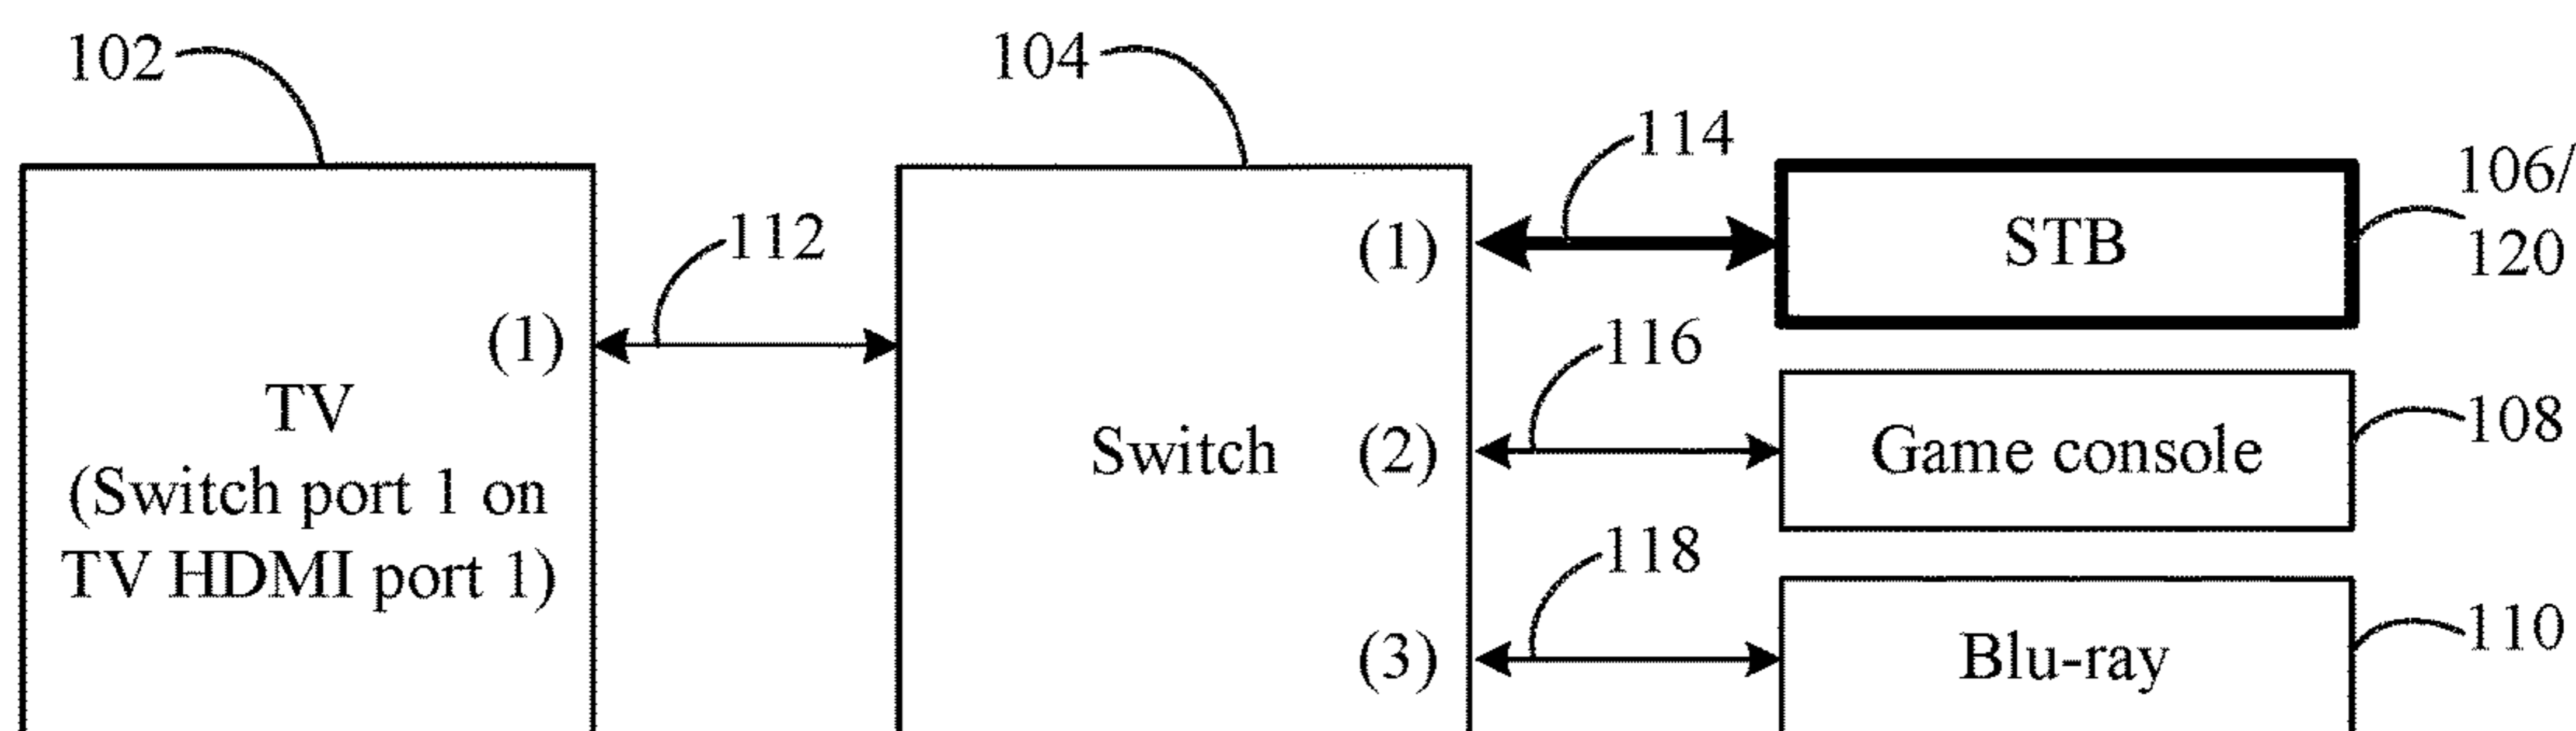 102
104
114
106/
120
112
(1)
STB
(1)
116
TV
(Switch port 1 on
TV HDMI port 1)
Switch
(2)
Game console
108
118
(3)
Blu-ray
110